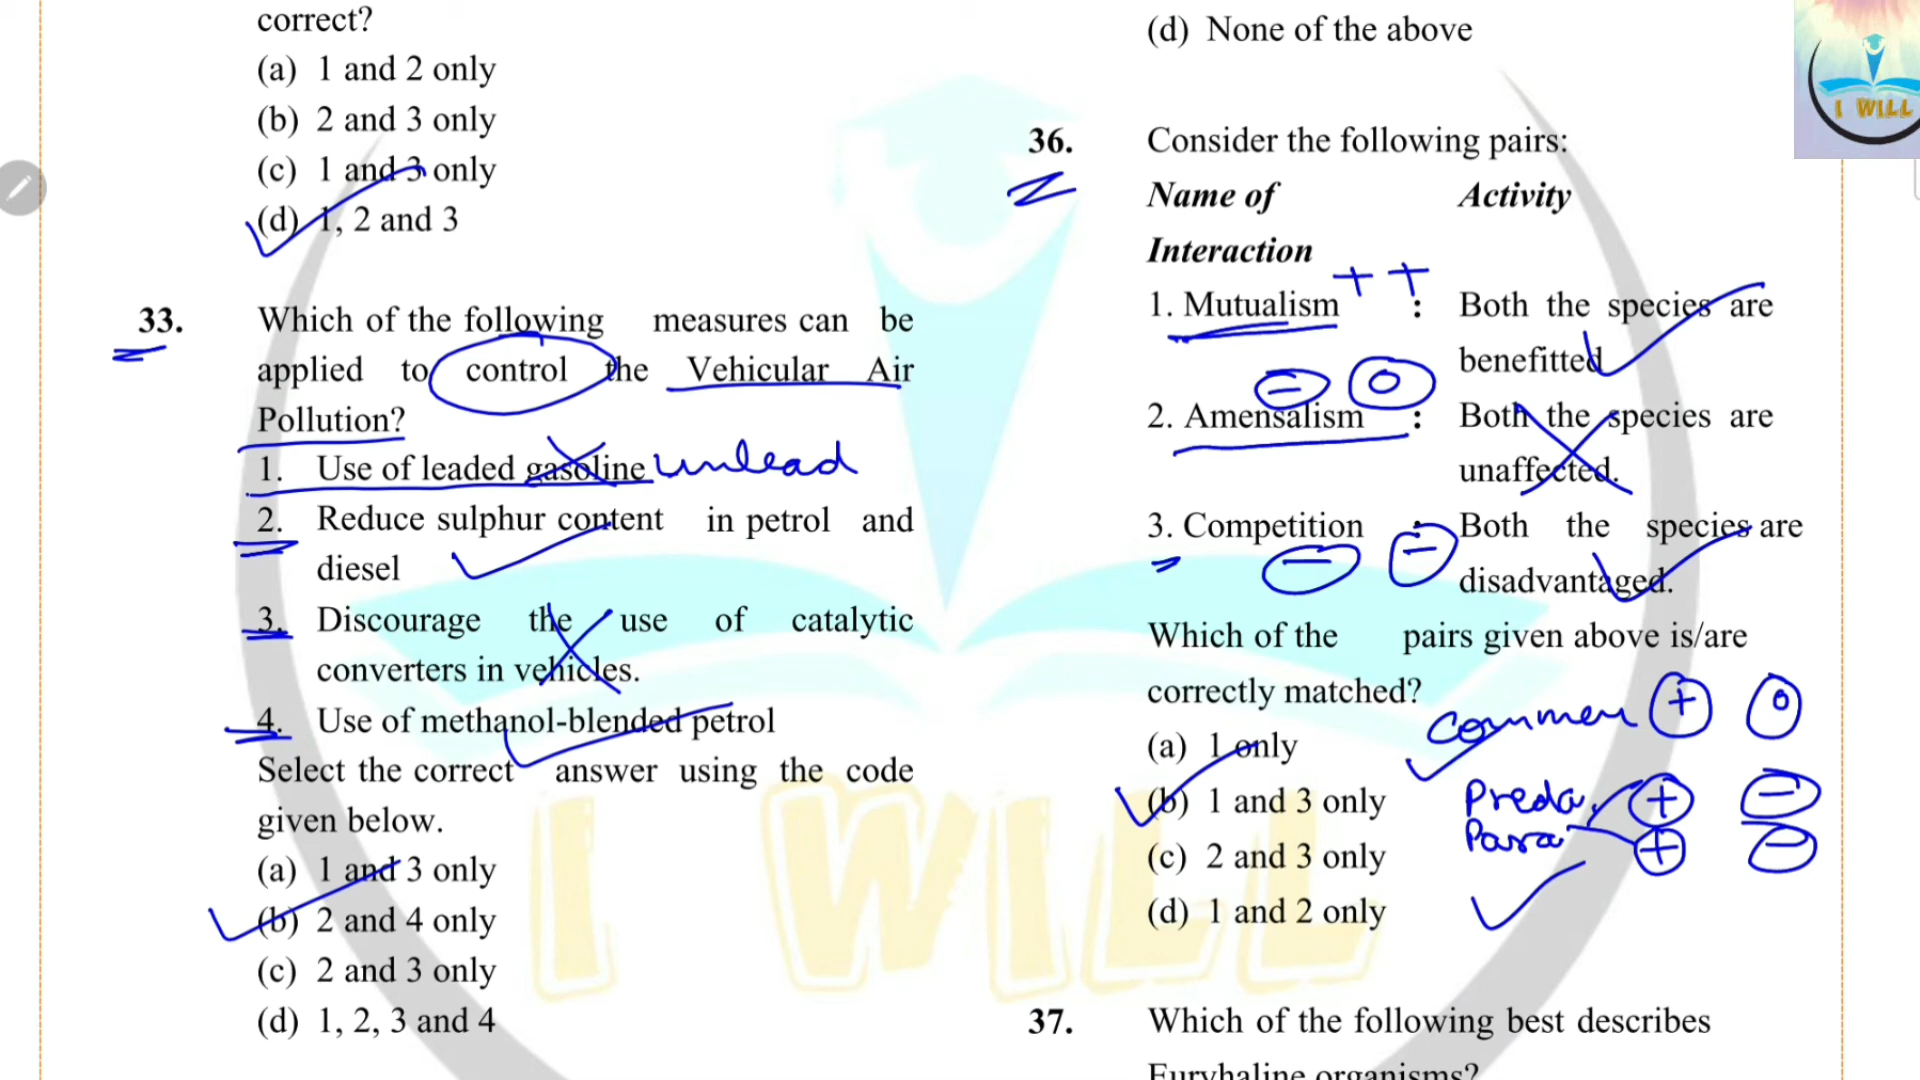 correct?
(a) 1 and 2 only
(b) 2 and 3 only
(c) 1 and 3 only
(d) 1, 2 and 3
33. Which of the following measures can be
applied to control the Vehicular Air
Pollution?
1. Use of leaded gasoline unlead
2. Reduce sulphur content in petrol and
diesel
3. Discourage the use of catalytic
converters in vehicles.
4. Use of methanol-blended petrol
Select the correct answer using the code
given below.
(a) 1 and 3 only
(b) 2 and 4 only
(c) 2 and 3 only
(d) 1, 2, 3 and 4
(d) None of the above
36. Consider the following pairs:
Name of Activity
Interaction
+ +
1. Mutualism : Both the species are
benefitted
- 0
2. Amensalism : Both the species are
unaffected.
3. Competition : Both the species are
- -
disadvantaged.
Which of the pairs given above is/are
correctly matched?
Commen + 0
(a) 1 only
(b) 1 and 3 only
Preda + -
Para + -
(c) 2 and 3 only
(d) 1 and 2 only
37. Which of the following best describes
Euryhaline organisms?
I WILL
I WILL